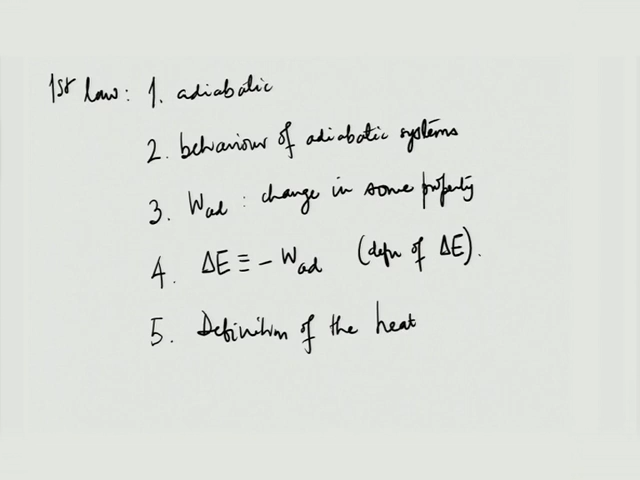 1st law: 1. adiabatic
2. behaviour of adiabatic systems
3. Wad : change in some property
4. ΔE ≡ - Wad (defn of ΔE).
5. Definition of the heat